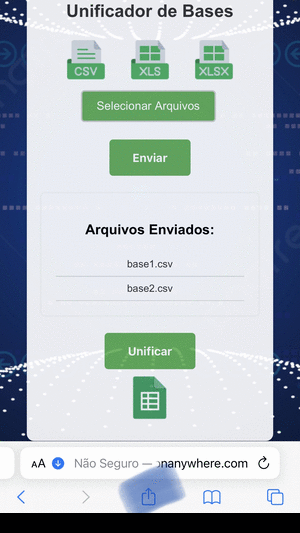 Unificador de Bases
CSV XLS XLSX
Selecionar Arquivos
Enviar
Arquivos Enviados:
base1.csv
base2.csv
Unificar
AA Não Seguro — onanywhere.com